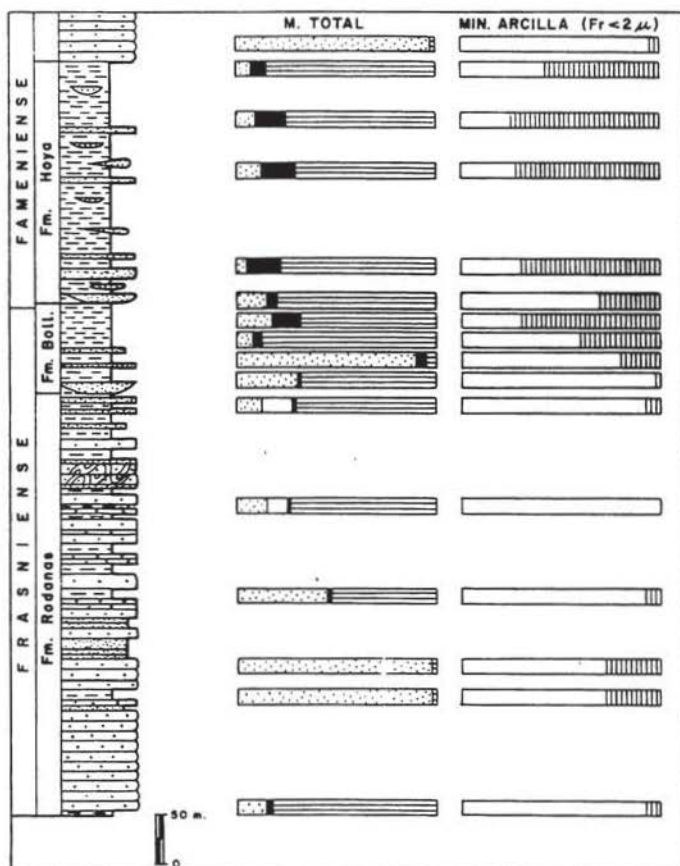 M. TOTAL
MIN. ARCILLA (Fr<2μ)
FAMENIENSE
Fm. Hoya
Fm. Boll.
FRASNIENSE
Fm. Rodanas
50 m.
0